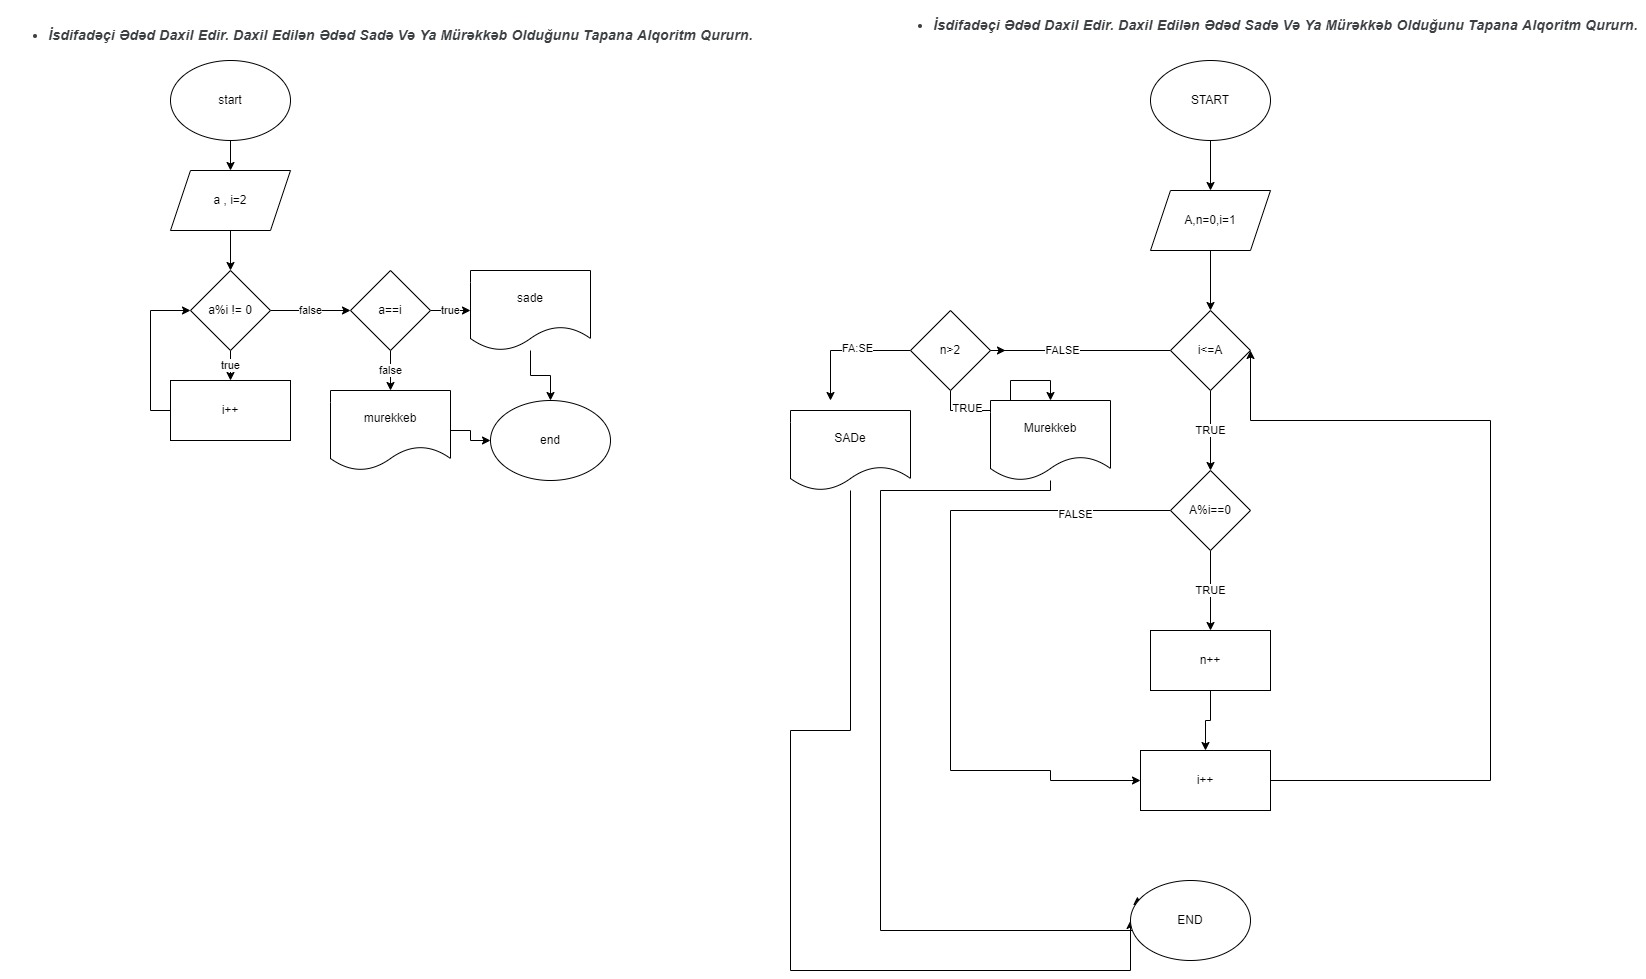 İsdifadəçi Ədəd Daxil Edir. Daxil Edilən Ədəd Sadə Və Ya Mürəkkəb Olduğunu Tapana Alqoritm Qururn.
start
a , i=2
a%i != 0
false
a==i
true
sade
true
false
i++
murekkeb
end
İsdifadəçi Ədəd Daxil Edir. Daxil Edilən Ədəd Sadə Və Ya Mürəkkəb Olduğunu Tapana Alqoritm Qururn.
START
A,n=0,i=1
FA:SE
n>2
FALSE
i<=A
TRUE
SADe
Murekkeb
TRUE
FALSE
A%i==0
TRUE
n++
i++
END